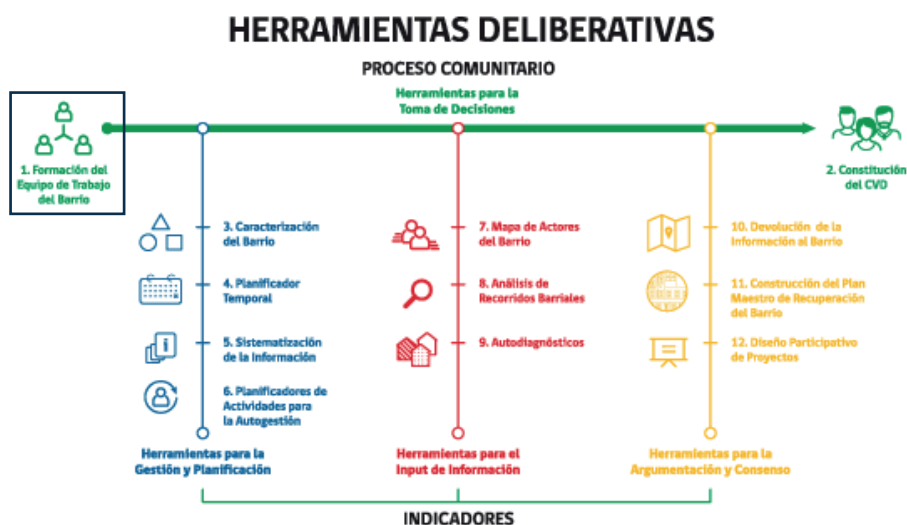 HERRAMIENTAS DELIBERATIVAS
PROCESO COMUNITARIO
Herramientas para la
Toma de Decisiones
1. Formación del
Equipo de Trabajo
del Barrio
2. Constitución
del CVD
3. Caracterización
del Barrio
4. Planificador
Temporal
5. Sistematización
de la Información
6. Planificadores de
Actividades para
la Autogestión
Herramientas para la
Gestión y Planificación
7. Mapa de Actores
del Barrio
8. Análisis de
Recorridos Barriales
9. Autodiagnósticos
Herramientas para el
Input de Información
10. Devolución de la
Información al Barrio
11. Construcción del Plan
Maestro de Recuperación
del Barrio
12. Diseño Participativo
de Proyectos
Herramientas para la
Argumentación y Consenso
INDICADORES